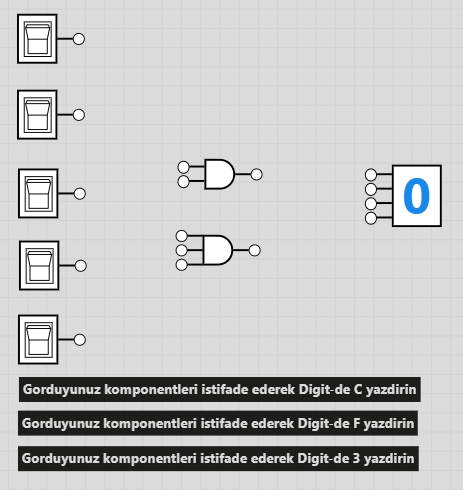 0
Gorduyunuz komponentleri istifade ederek Digit-de C yazdirin
Gorduyunuz komponentleri istifade ederek Digit-de F yazdirin
Gorduyunuz komponentleri istifade ederek Digit-de 3 yazdirin